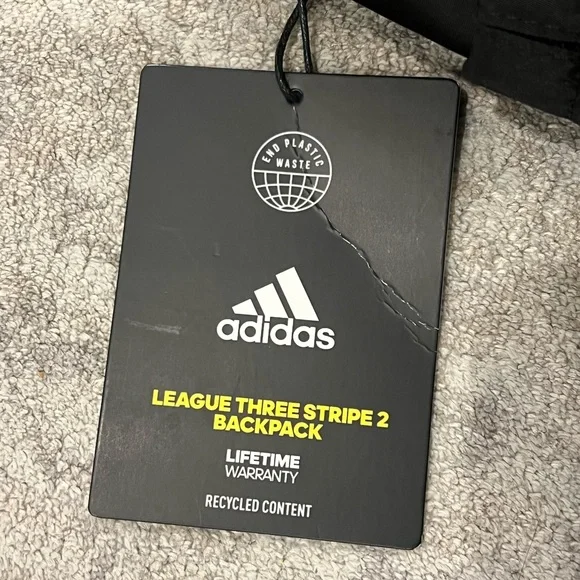 END PLASTIC
WASTE
adidas
LEAGUE THREE STRIPE 2
BACKPACK
LIFETIME
WARRANTY
RECYCLED CONTENT